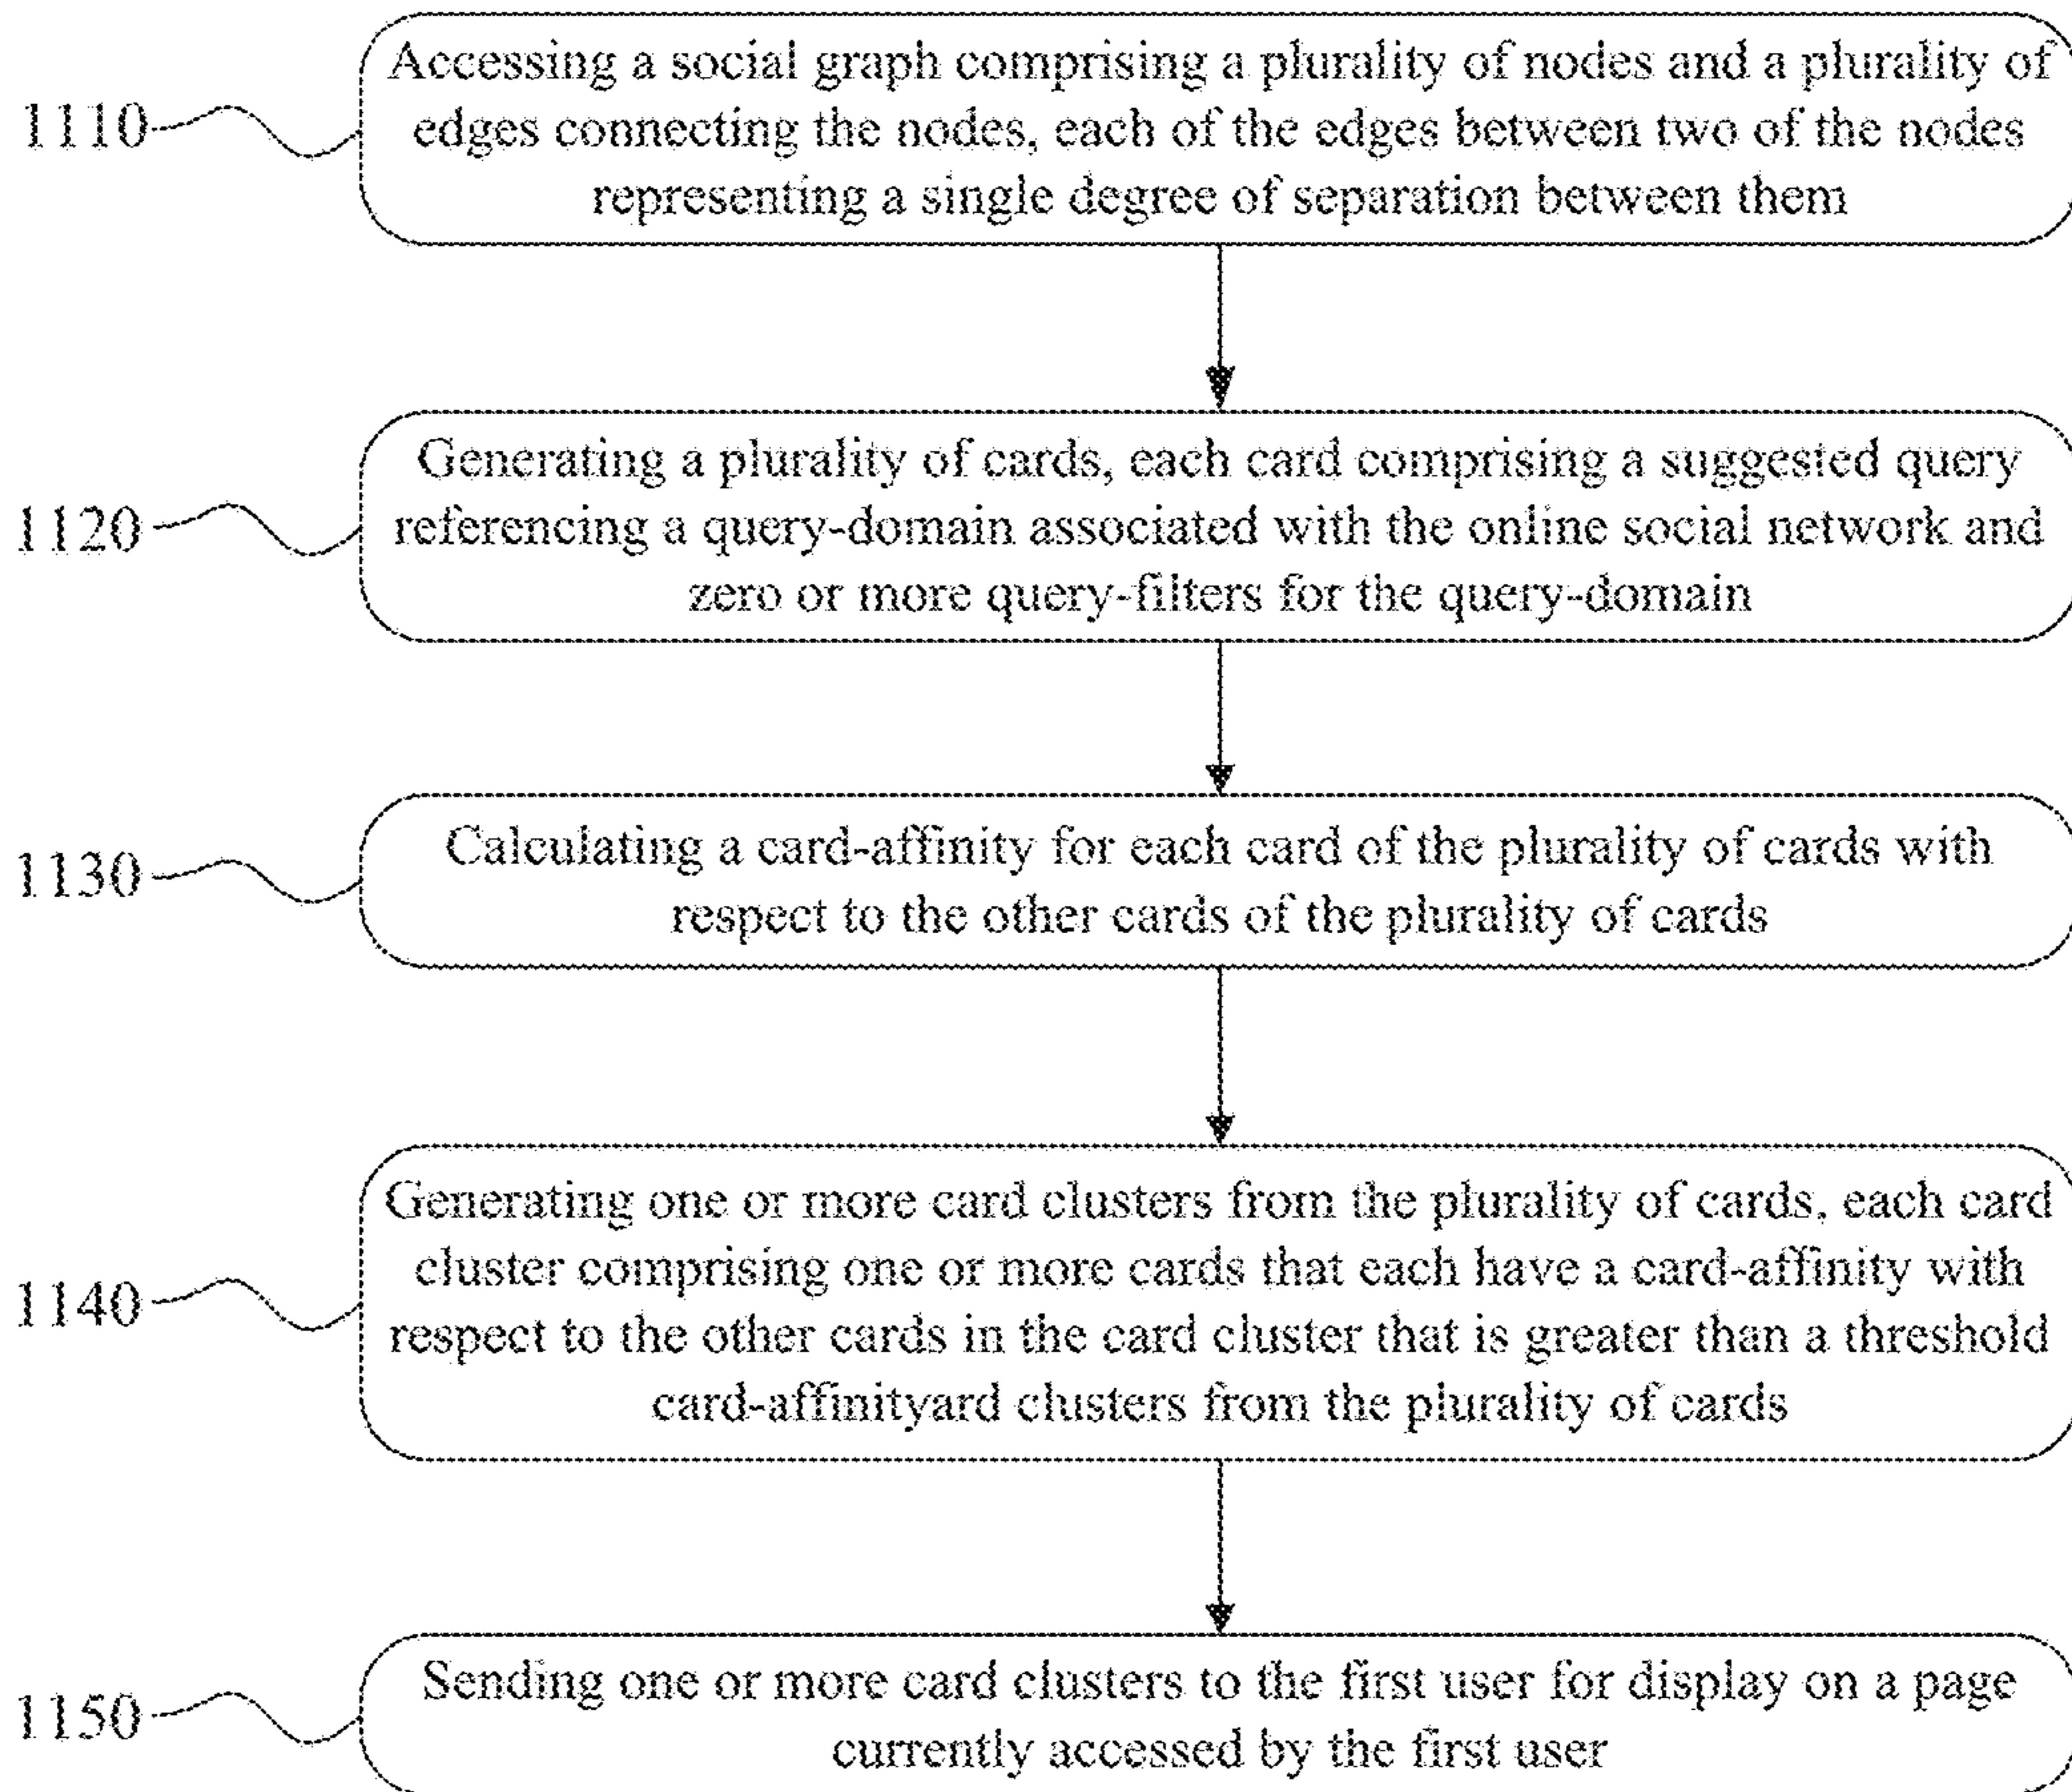 Accessing a social graph comprising a plurality of nodes and a plurality of
1110
edges connecting the nodes, each of the edges between two of the nodes
representing a single degree of separation between them
Generating a plurality of cards, each card comprising a suggested query
1120
referencing a query-domain associated with the online social network and
zero or more query-filters for the query-domain
Calculating a card-affinity for each card of the plurality of cards with
1130
respect to the other cards of the plurality of cards
Generating one or more card clusters from the plurality of cards, each card
cluster comprising one or more cards that each have a card-affinity with
1140
respect to the other cards in the card cluster that is greater than a threshold
card-affinityard clusters from the plurality of cards
Sending one or more card clusters to the first user for display on a page
1150
currently accessed by the first user